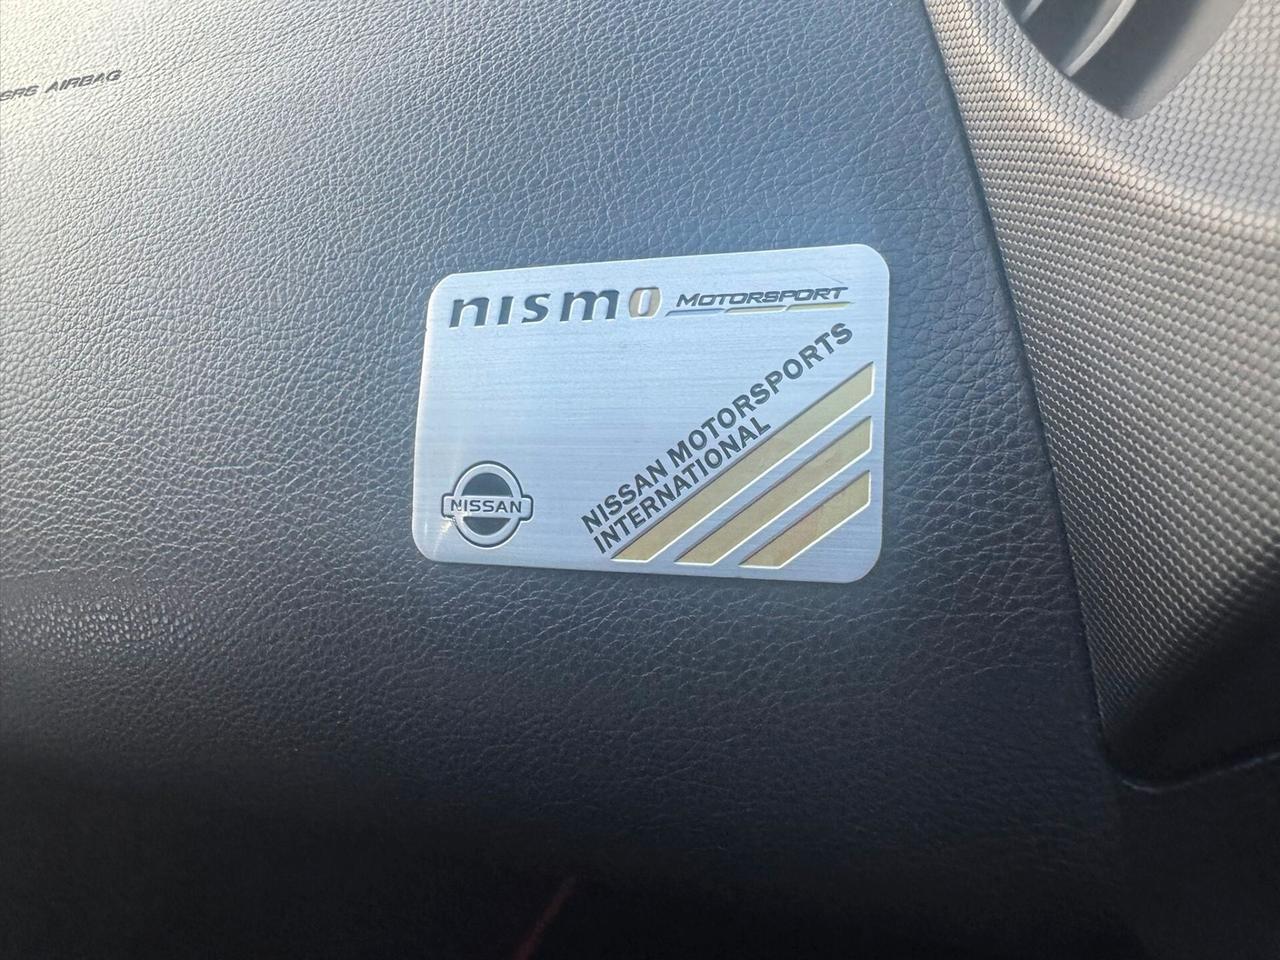 SRS AIRBAG
nismo MOTORSPORT
NISSAN MOTORSPORTS
INTERNATIONAL
NISSAN